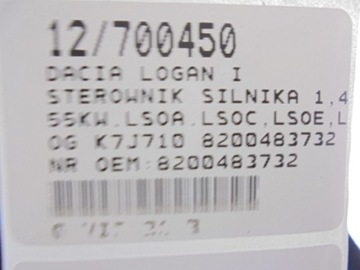 12/700450
DACIA LOGAN I
STEROWNIK SILNIKA 1,4
55KW.LSOA.LSOC,LSOE,L
OG K7J710 8200483732
NR OEM:8200483732